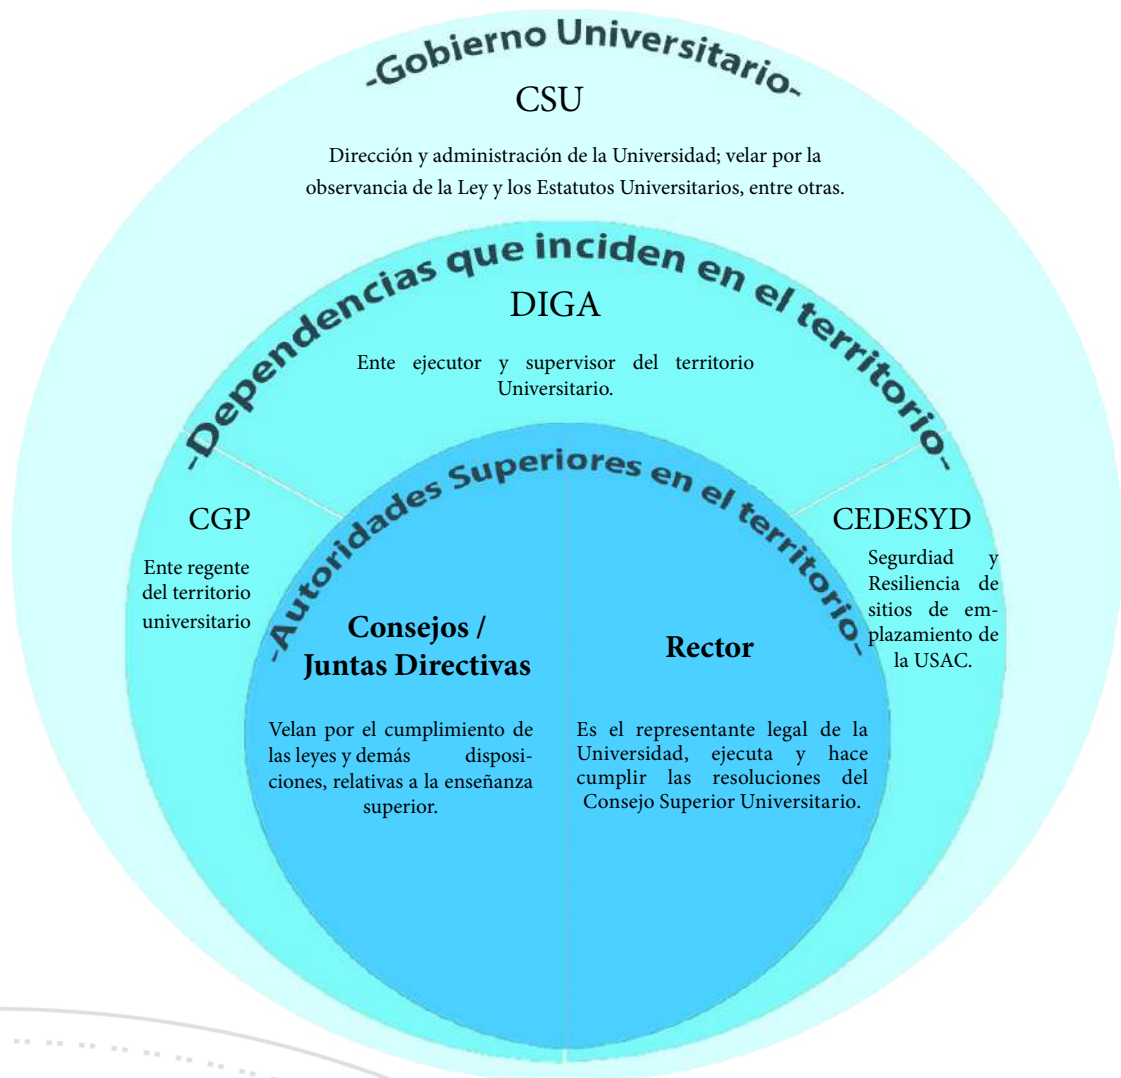 -Gobierno Universitario-
CSU
Dirección y administración de la Universidad; velar por la
observancia de la Ley y los Estatutos Universitarios, entre otras.
-Dependencias que inciden en el territorio-
DIGA
Ente ejecutor y supervisor del territorio
Universitario.
CGP
Ente regente
del territorio
universitario
CEDESYD
Segurdiad y
Resiliencia de
sitios de em-
plazamiento de
la USAC.
-Autoridades Superiores en el territorio-
Consejos /
Juntas Directivas
Velan por el cumplimiento de
las leyes y demás disposi-
ciones, relativas a la enseñanza
superior.
Rector
Es el representante legal de la
Universidad, ejecuta y hace
cumplir las resoluciones del
Consejo Superior Universitario.